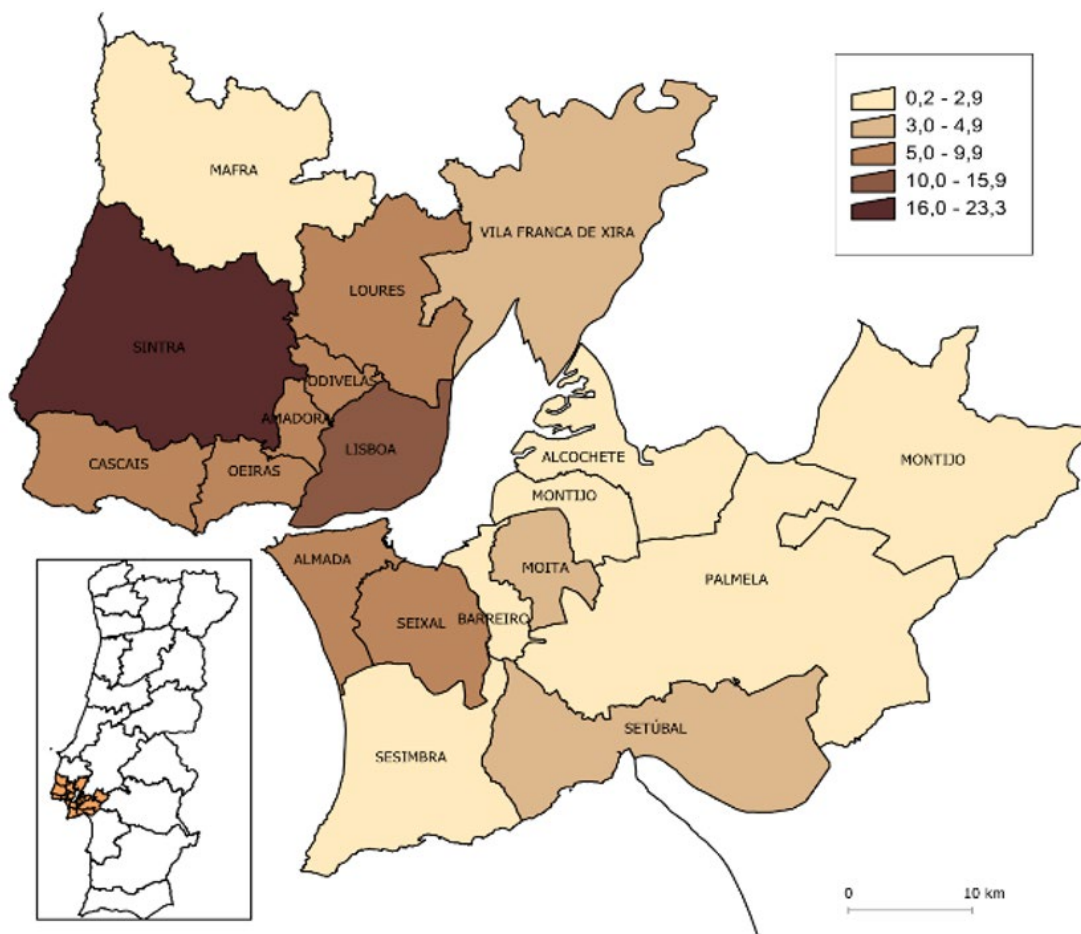 0,2 - 2,9
3,0 - 4,9
5,0 - 9,9
10,0 - 15,9
16,0 - 23,3
MAFRA
VILA FRANCA DE XIRA
LOURES
SINTRA
ODIVELAS
AMADORA
LISBOA
CASCAIS
OEIRAS
ALCOCHETE
MONTIJO
MONTIJO
ALMADA
MOITA
PALMELA
SEIXAL
BARREIRO
SETÚBAL
SESIMBRA
0
10 km